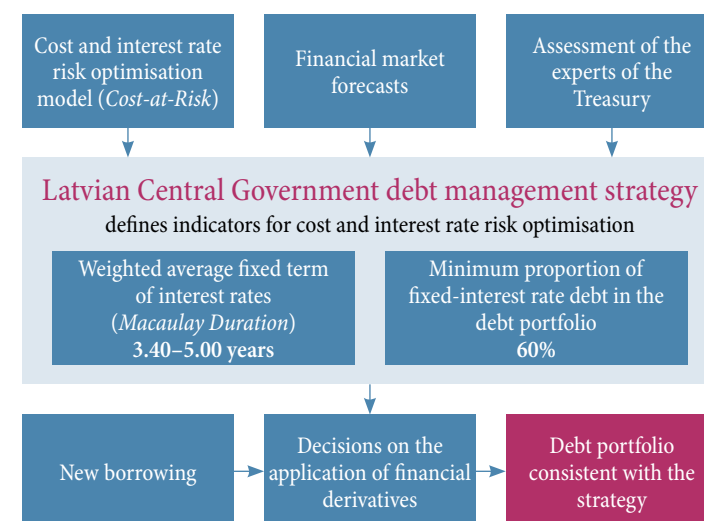 Cost and interest rate
risk optimisation
model (Cost-at-Risk)
Financial market
forecasts
Assessment of the
experts of the
Treasury
Latvian Central Government debt management strategy
defines indicators for cost and interest rate risk optimisation
Weighted average fixed term
of interest rates
(Macaulay Duration)
3.40–5.00 years
Minimum proportion of
fixed-interest rate debt in the
debt portfolio
60%
New borrowing
Decisions on the
application of financial
derivatives
Debt portfolio
consistent with the
strategy